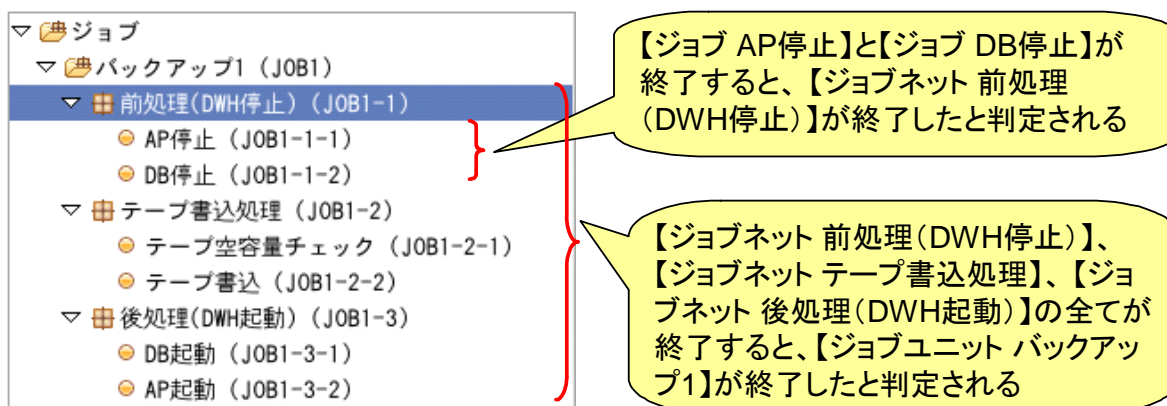 ジョブ
バックアップ1 (JOB1)
前処理(DWH停止) (JOB1-1)
AP停止 (JOB1-1-1)
DB停止 (JOB1-1-2)
テープ書込処理 (JOB1-2)
テープ空容量チェック (JOB1-2-1)
テープ書込 (JOB1-2-2)
後処理(DWH起動) (JOB1-3)
DB起動 (JOB1-3-1)
AP起動 (JOB1-3-2)
【ジョブ AP停止】と【ジョブ DB停止】が
終了すると、【ジョブネット 前処理
(DWH停止)】が終了したと判定される
【ジョブネット 前処理(DWH停止)】、
【ジョブネット テープ書込処理】、【ジョ
ブネット 後処理(DWH起動)】の全てが
終了すると、【ジョブユニット バックアッ
プ1】が終了したと判定される